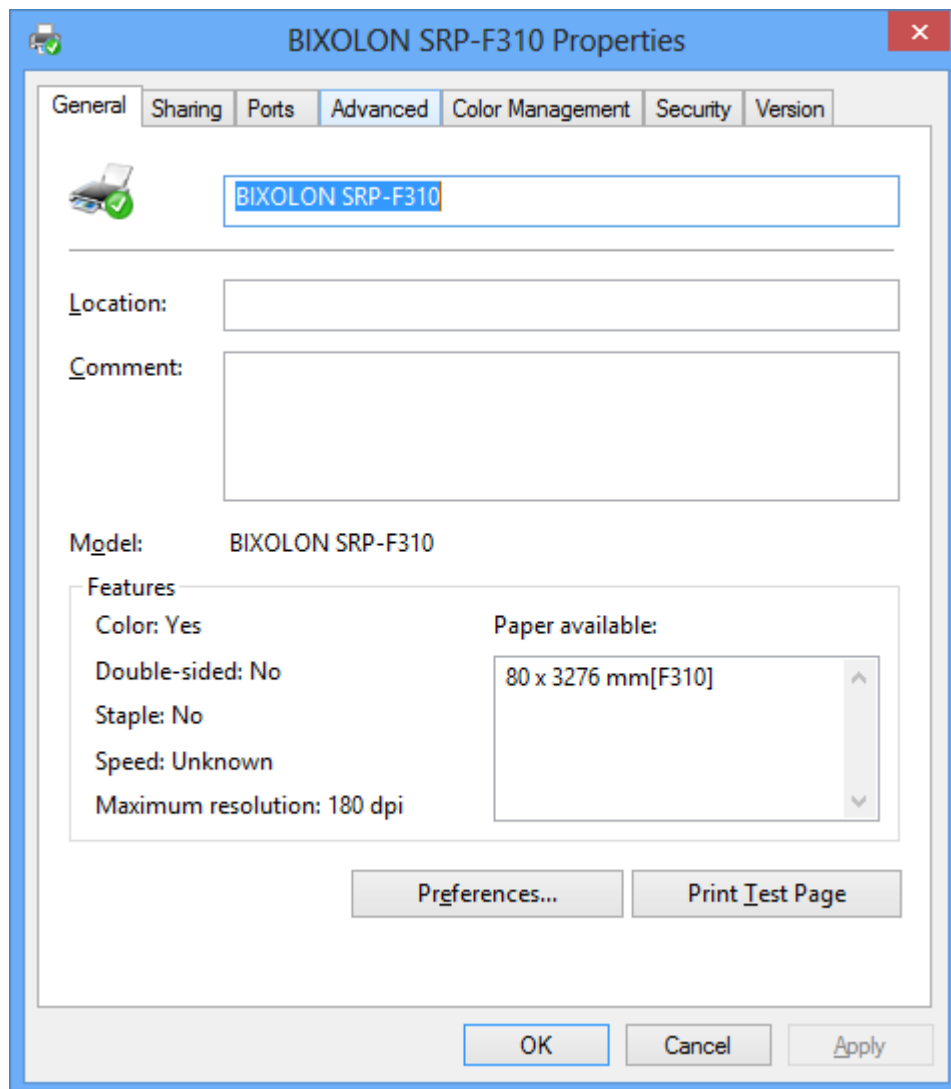 BIXOLON SRP-F310 Properties
General Sharing Ports Advanced Color Management Security Version
BIXOLON SRP-F310
Location:
Comment:
Model: BIXOLON SRP-F310
Features
Color: Yes
Double-sided: No
Staple: No
Speed: Unknown
Maximum resolution: 180 dpi
Paper available:
80 x 3276 mm[F310]
Preferences... Print Test Page
OK Cancel Apply